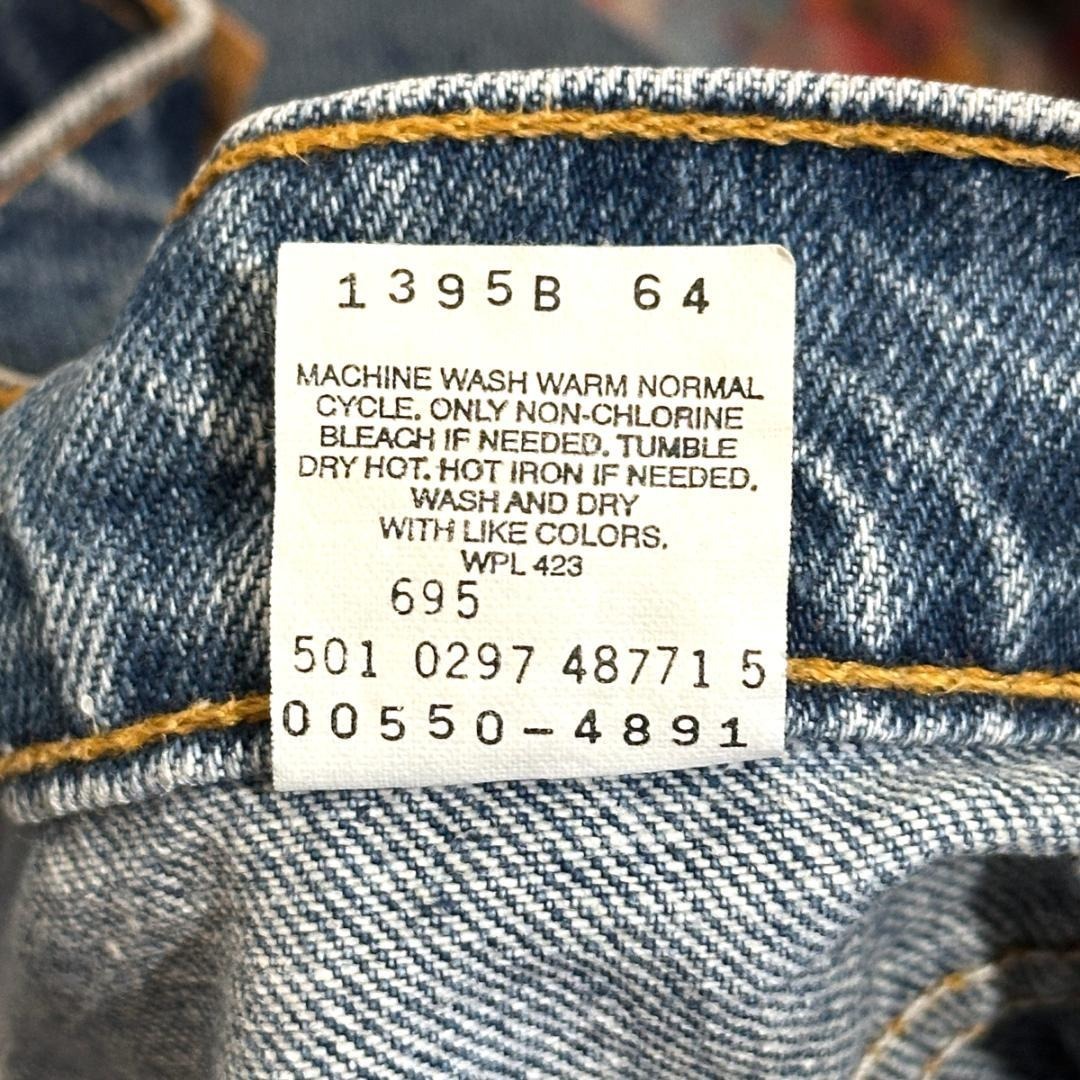 1395B 64
MACHINE WASH WARM NORMAL
CYCLE. ONLY NON-CHLORINE
BLEACH IF NEEDED. TUMBLE
DRY HOT. HOT IRON IF NEEDED.
WASH AND DRY
WITH LIKE COLORS.
WPL 423
695
501 0297 48771 5
00550-4891